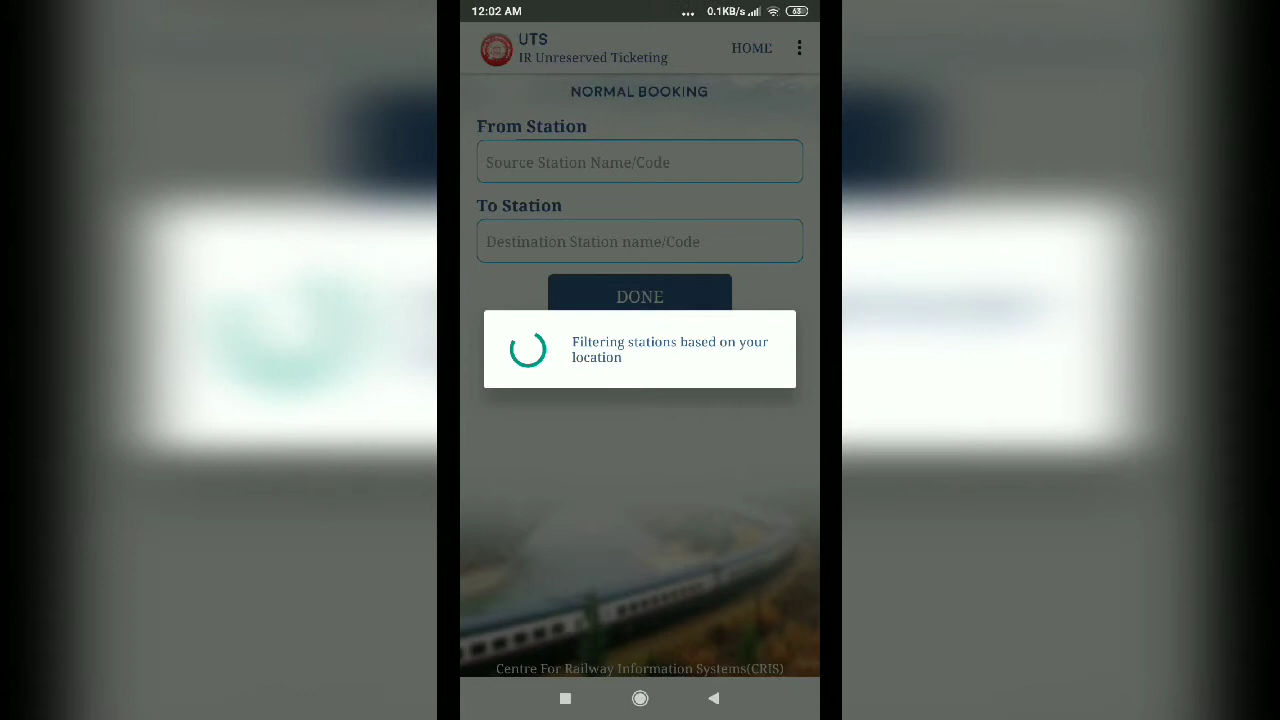 12:02 AM
0.1KB/s
63
UTS
IR Unreserved Ticketing
HOME
NORMAL BOOKING
From Station
Source Station Name/Code
To Station
Destination Station name/Code
DONE
Filtering stations based on your
location
Centre For Railway Information Systems(CRIS)